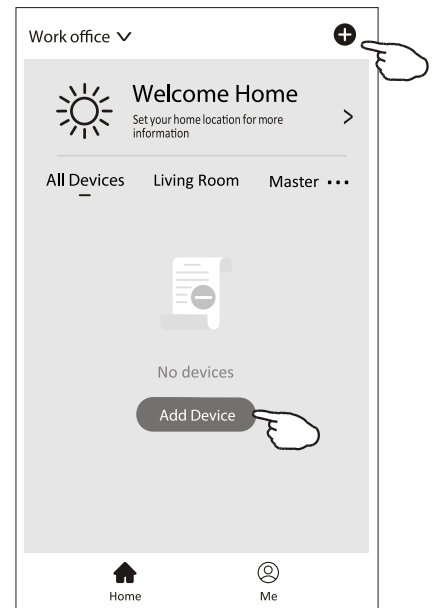 Work office
Welcome Home
Set your home location for more
information
All Devices Living Room Master
No devices
Add Device
Home Me